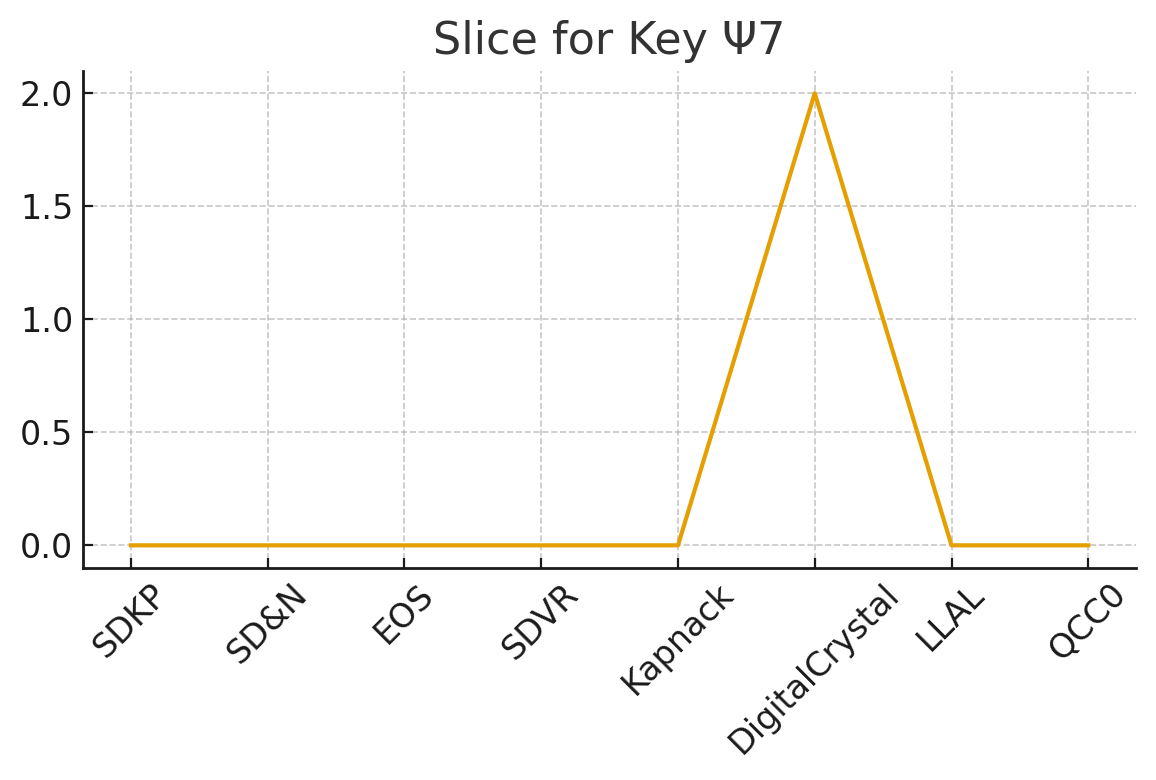 Slice for Key Ψ7
2.0
1.5
1.0
0.5
0.0
SDKP
SD&N
EOS
SDVR
Kapnack
DigitalCrystal
LLAL
QCC0